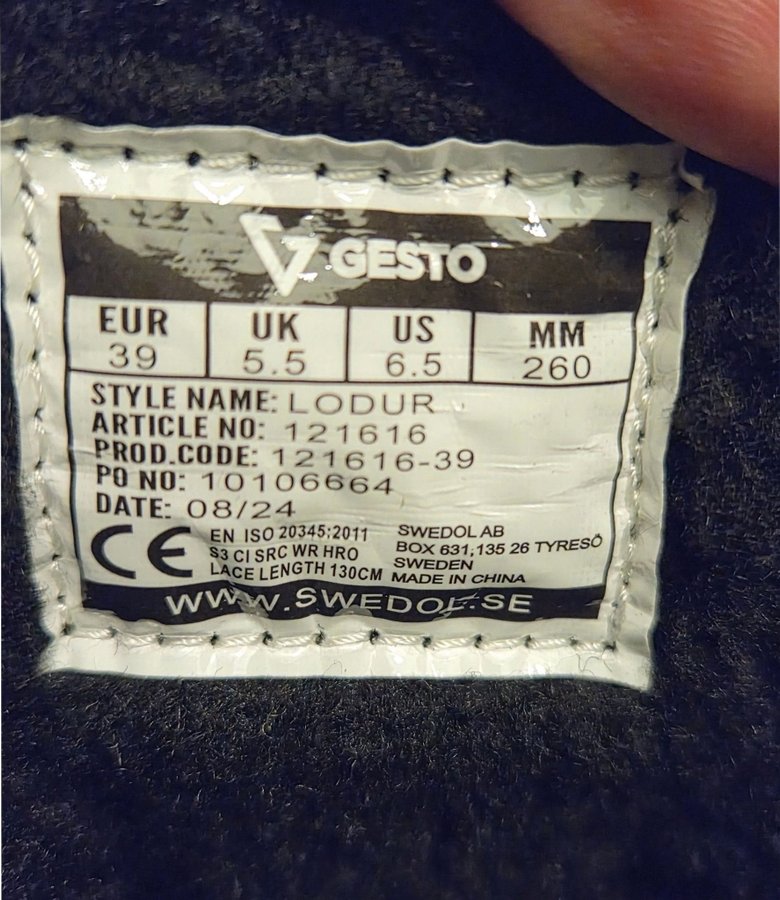 GESTO
EUR UK US MM
39 5.5 6.5 260
STYLE NAME: LODUR
ARTICLE NO: 121616
PROD.CODE: 121616-39
PO NO: 10106664
DATE: 08/24
CE
EN ISO 20345:2011
S3 CI SRC WR HRO
LACE LENGTH 130CM
SWEDOL AB
BOX 631,135 26 TYRESÖ
SWEDEN
MADE IN CHINA
WWW.SWEDOL.SE